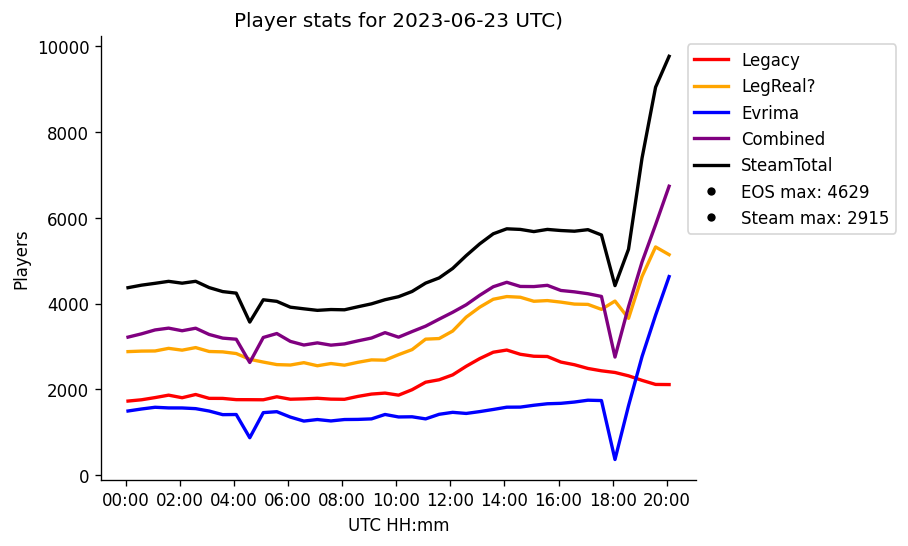 Player stats for 2023-06-23 UTC)
10000
8000
6000
4000
2000
0
Players
00:00 02:00 04:00 06:00 08:00 10:00 12:00 14:00 16:00 18:00 20:00
UTC HH:mm
Legacy
LegReal?
Evrima
Combined
SteamTotal
EOS max: 4629
Steam max: 2915